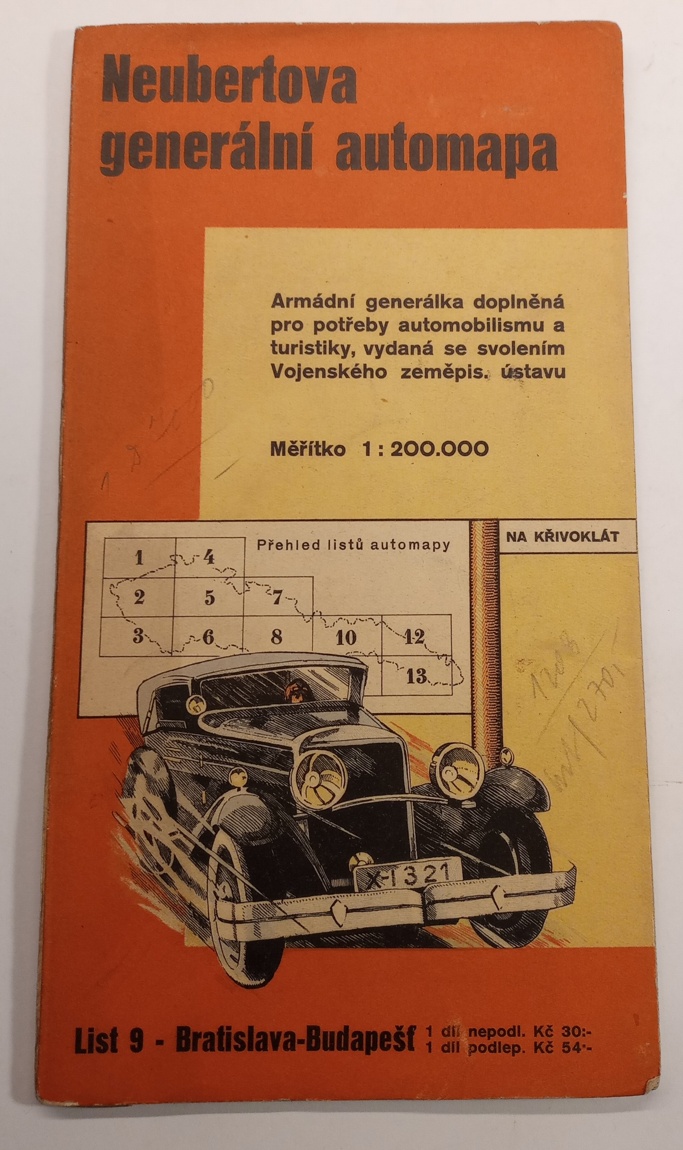 Neubertova
generální automapa
Armádní generálka doplněná
pro potřeby automobilismu a
turistiky, vydaná se svolením
Vojenského zeměpis. ústavu
Měřítko 1 : 200.000
Přehled listů automapy
NA KŘIVOKLÁT
1 4
2 5 7
3 6 8 10 12
13
X-1321
List 9 - Bratislava-Budapešť
1 díl nepodl. Kč 30:-
1 díl podlep. Kč 54·-